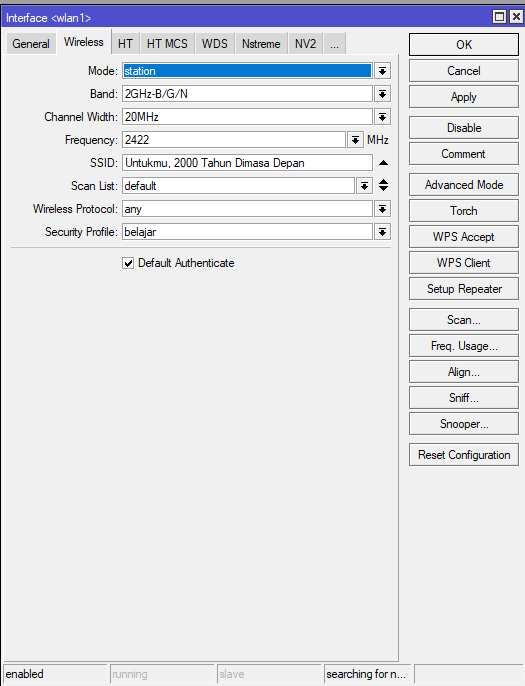 Interface <wlan1>
General Wireless HT HT MCS WDS Nstreme NV2 ...
Mode: station
Band: 2GHz-B/G/N
Channel Width: 20MHz
Frequency: 2422 MHz
SSID: Untukmu, 2000 Tahun Dimasa Depan
Scan List: default
Wireless Protocol: any
Security Profile: belajar
Default Authenticate
OK
Cancel
Apply
Disable
Comment
Advanced Mode
Torch
WPS Accept
WPS Client
Setup Repeater
Scan...
Freq. Usage...
Align...
Sniff...
Snooper...
Reset Configuration
enabled running slave searching for n...